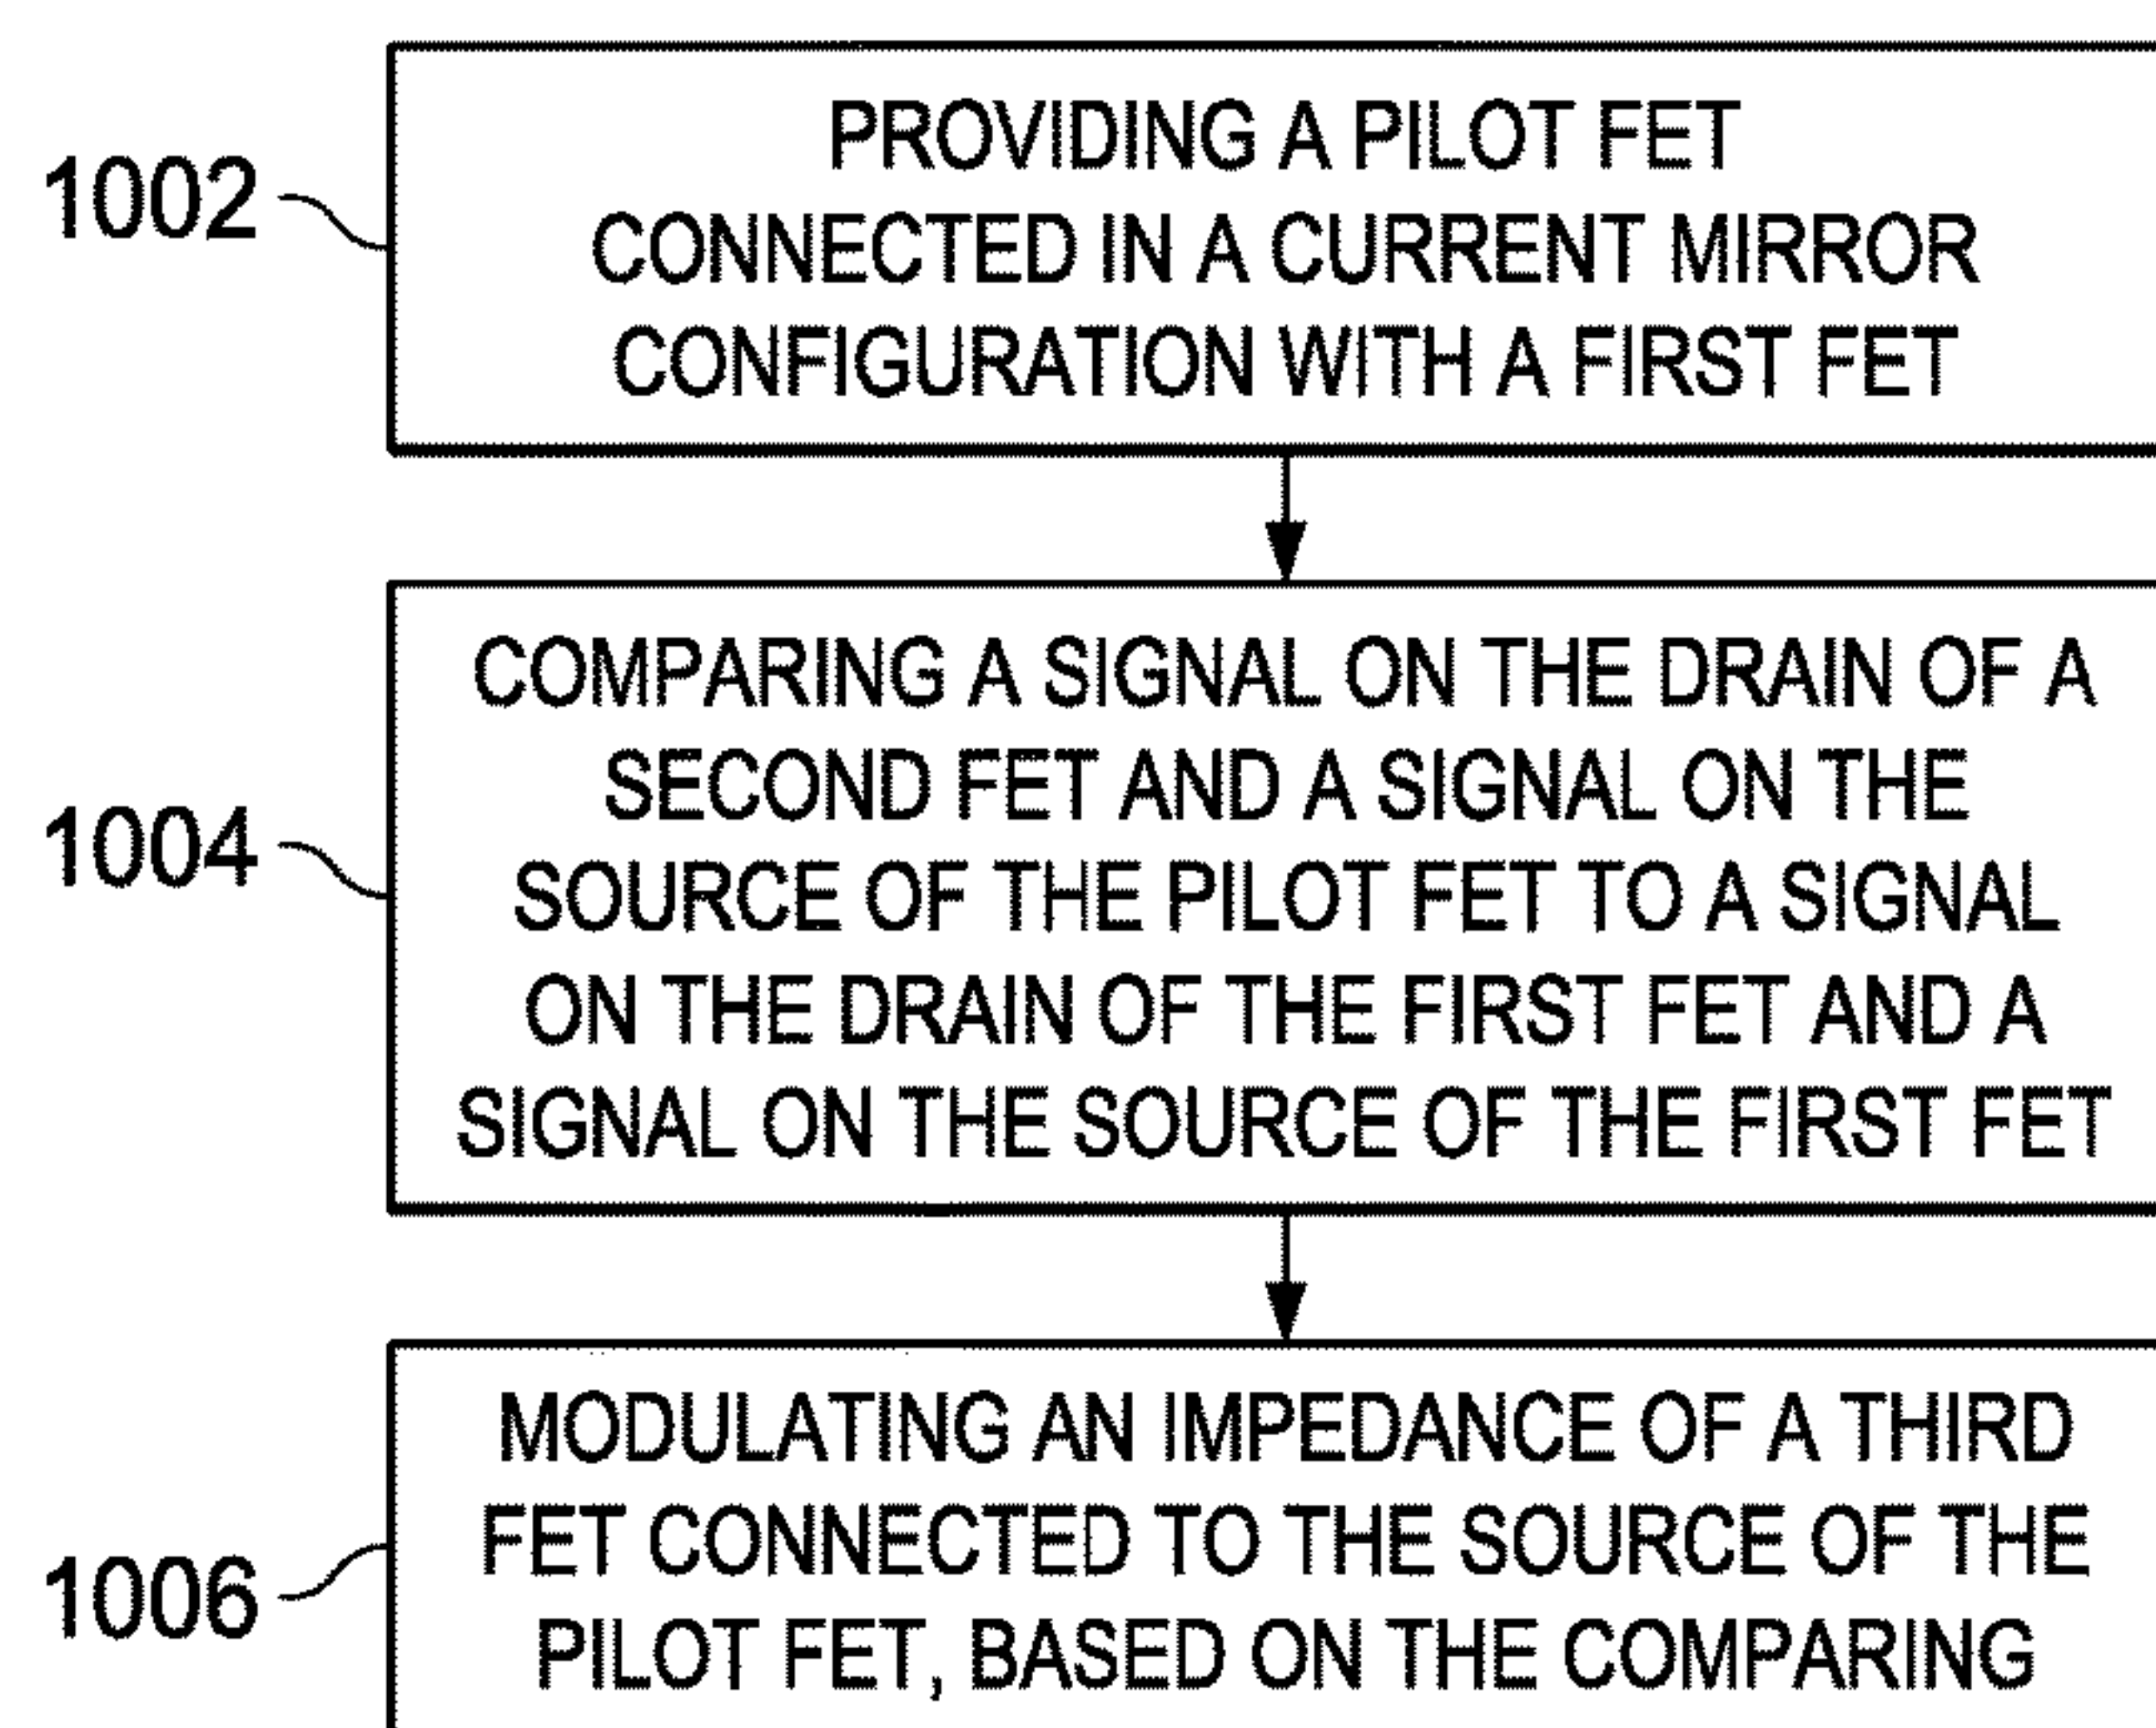 1002
PROVIDING A PILOT FET
CONNECTED IN A CURRENT MIRROR
CONFIGURATION WITH A FIRST FET
1004
COMPARING A SIGNAL ON THE DRAIN OF A
SECOND FET AND A SIGNAL ON THE
SOURCE OF THE PILOT FET TO A SIGNAL
ON THE DRAIN OF THE FIRST FET AND A
SIGNAL ON THE SOURCE OF THE FIRST FET
1006
MODULATING AN IMPEDANCE OF A THIRD
FET CONNECTED TO THE SOURCE OF THE
PILOT FET, BASED ON THE COMPARING